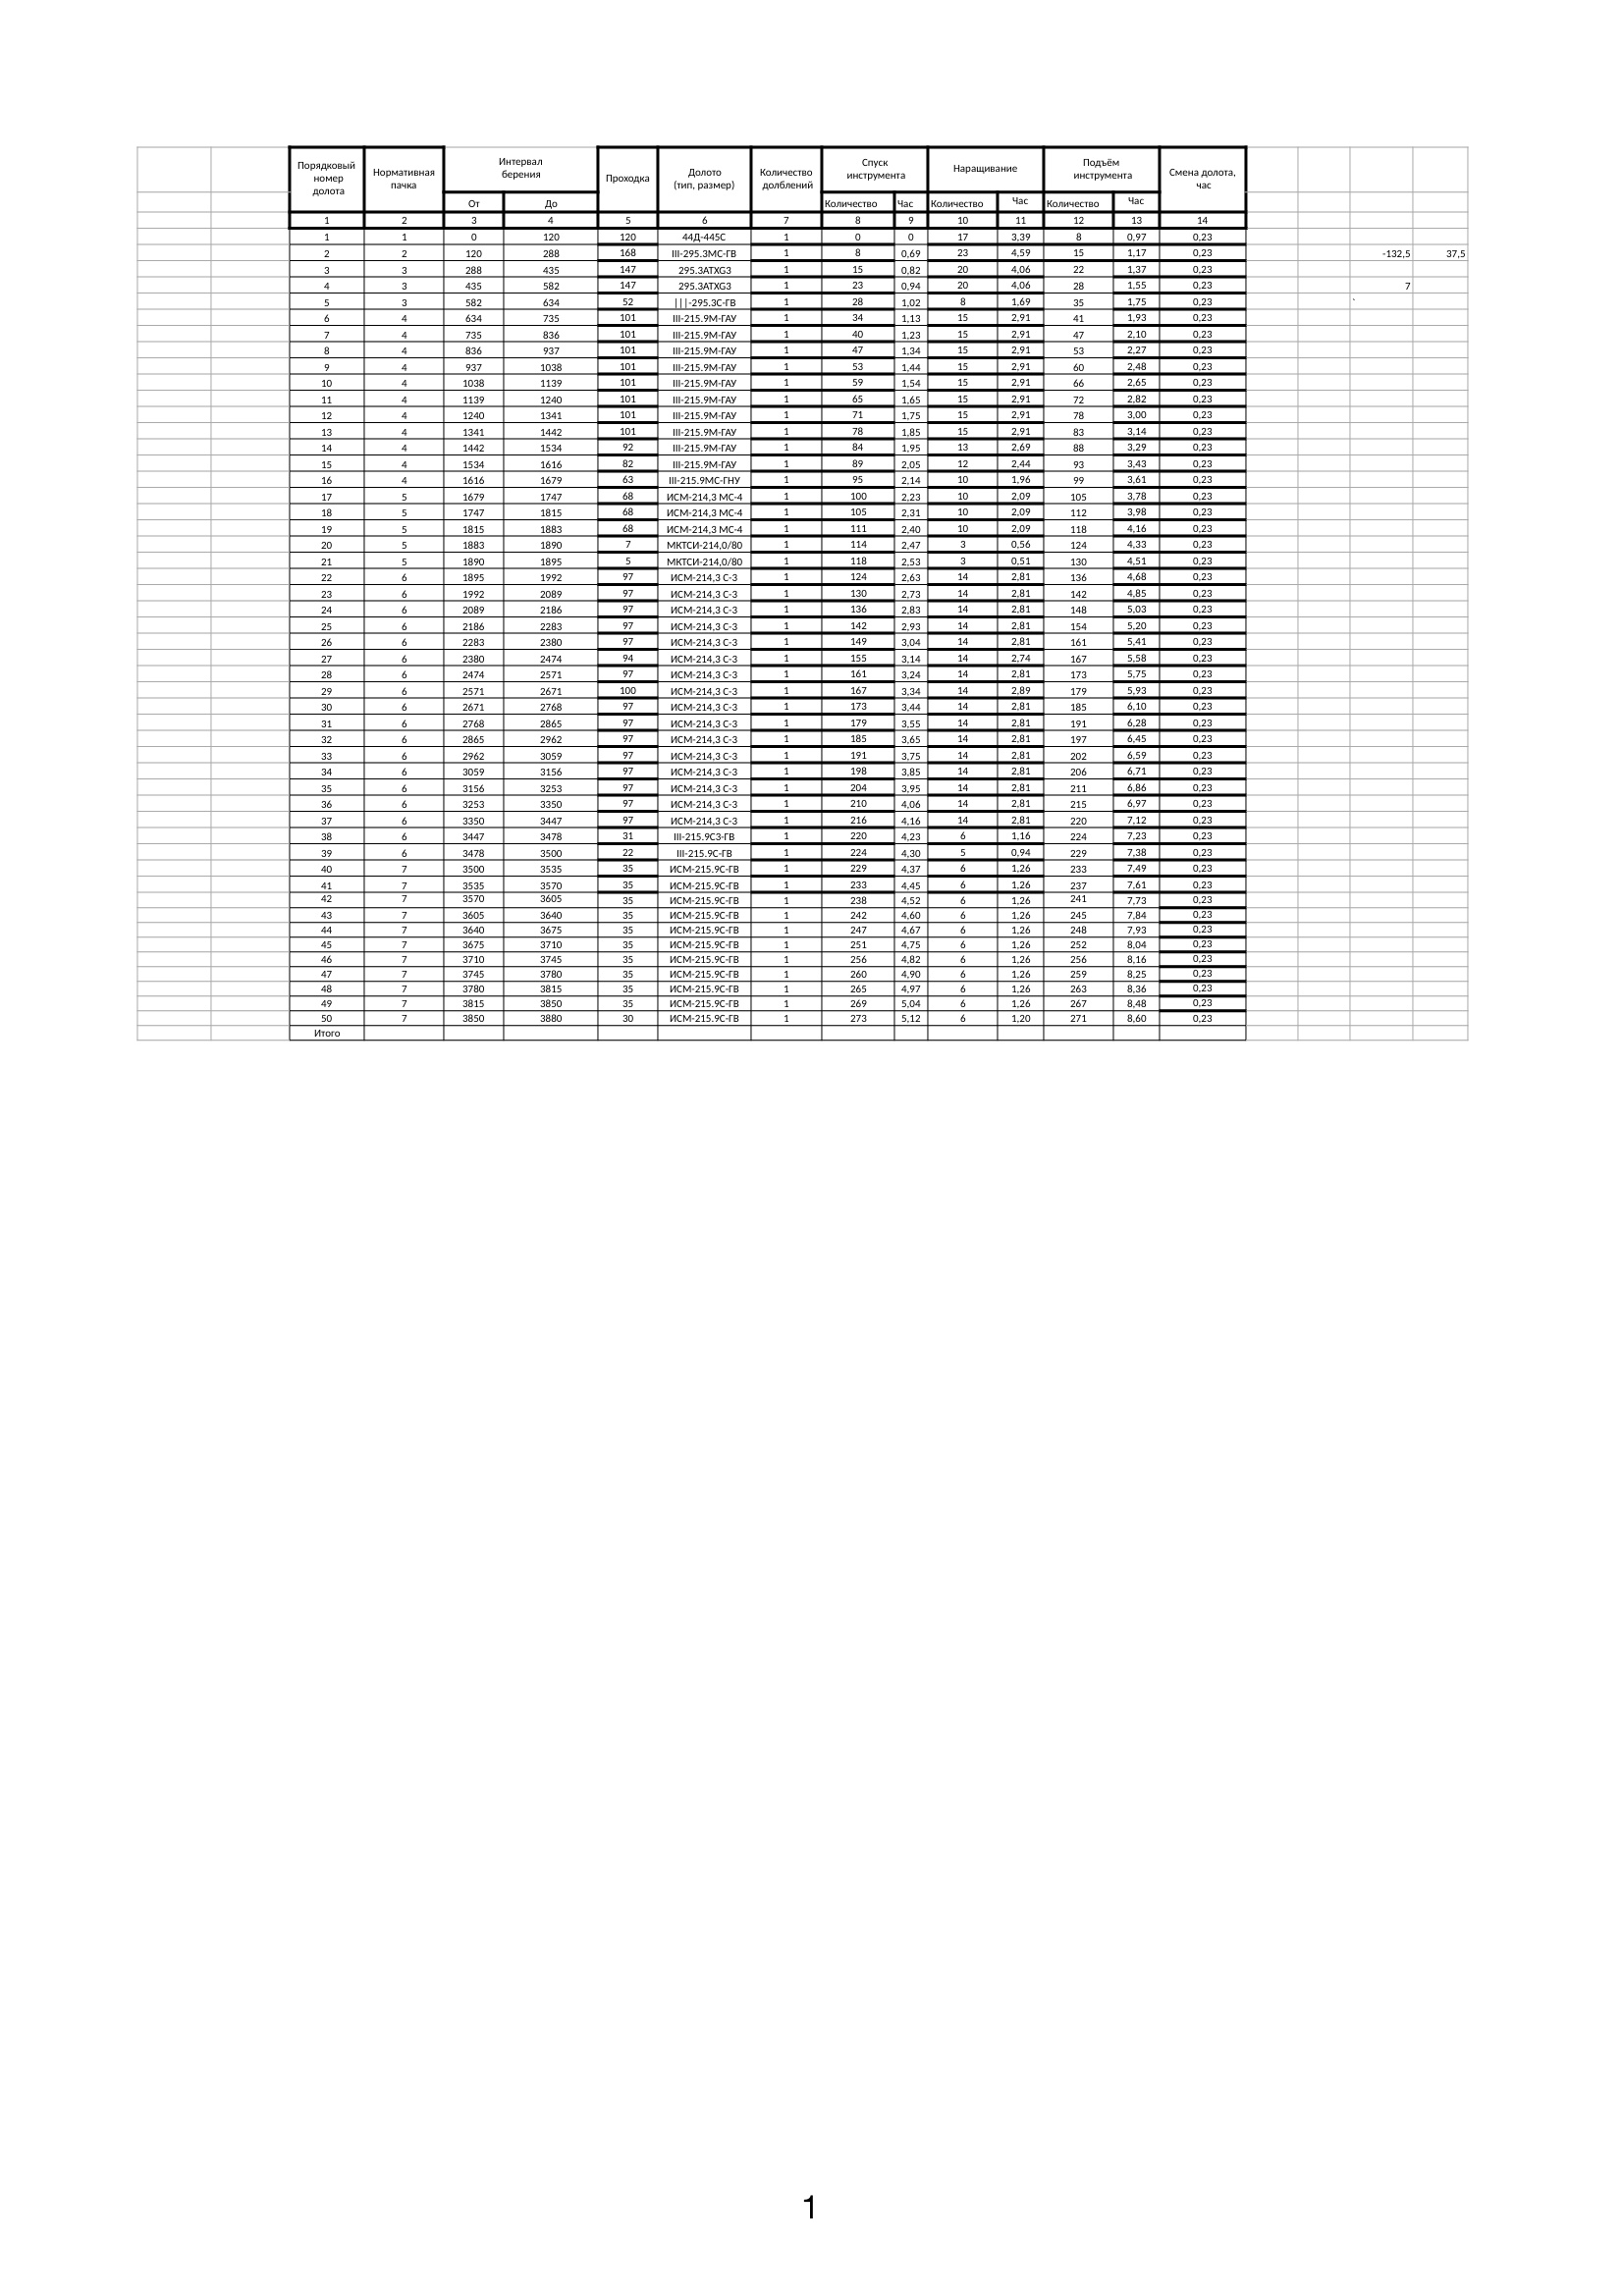 Порядковый номер долота Нормативная пачка Интервал берения Проходка Долото (тип, размер) Количество долблений Спуск инструмента Наращивание Подъём инструмента Смена долота, час
От До Количество Час Количество Час Количество Час
1 2 3 4 5 6 7 8 9 10 11 12 13 14
1 1 0 120 120 44Д-445С 1 0 0 17 3,39 8 0,97 0,23
2 2 120 288 168 III-295.3МС-ГВ 1 8 0,69 23 4,59 15 1,17 0,23 -132,5 37,5
3 3 288 435 147 295.3ATXG3 1 15 0,82 20 4,06 22 1,37 0,23
4 3 435 582 147 295.3ATXG3 1 23 0,94 20 4,06 28 1,55 0,23 7
5 3 582 634 52 |||-295.3С-ГВ 1 28 1,02 8 1,69 35 1,75 0,23 `
6 4 634 735 101 III-215.9М-ГАУ 1 34 1,13 15 2,91 41 1,93 0,23
7 4 735 836 101 III-215.9М-ГАУ 1 40 1,23 15 2,91 47 2,10 0,23
8 4 836 937 101 III-215.9М-ГАУ 1 47 1,34 15 2,91 53 2,27 0,23
9 4 937 1038 101 III-215.9М-ГАУ 1 53 1,44 15 2,91 60 2,48 0,23
10 4 1038 1139 101 III-215.9М-ГАУ 1 59 1,54 15 2,91 66 2,65 0,23
11 4 1139 1240 101 III-215.9М-ГАУ 1 65 1,65 15 2,91 72 2,82 0,23
12 4 1240 1341 101 III-215.9М-ГАУ 1 71 1,75 15 2,91 78 3,00 0,23
13 4 1341 1442 101 III-215.9М-ГАУ 1 78 1,85 15 2,91 83 3,14 0,23
14 4 1442 1534 92 III-215.9М-ГАУ 1 84 1,95 13 2,69 88 3,29 0,23
15 4 1534 1616 82 III-215.9М-ГАУ 1 89 2,05 12 2,44 93 3,43 0,23
16 4 1616 1679 63 III-215.9МС-ГНУ 1 95 2,14 10 1,96 99 3,61 0,23
17 5 1679 1747 68 ИСМ-214,3 МС-4 1 100 2,23 10 2,09 105 3,78 0,23
18 5 1747 1815 68 ИСМ-214,3 МС-4 1 105 2,31 10 2,09 112 3,98 0,23
19 5 1815 1883 68 ИСМ-214,3 МС-4 1 111 2,40 10 2,09 118 4,16 0,23
20 5 1883 1890 7 МКТСИ-214,0/80 1 114 2,47 3 0,56 124 4,33 0,23
21 5 1890 1895 5 МКТСИ-214,0/80 1 118 2,53 3 0,51 130 4,51 0,23
22 6 1895 1992 97 ИСМ-214,3 С-3 1 124 2,63 14 2,81 136 4,68 0,23
23 6 1992 2089 97 ИСМ-214,3 С-3 1 130 2,73 14 2,81 142 4,85 0,23
24 6 2089 2186 97 ИСМ-214,3 С-3 1 136 2,83 14 2,81 148 5,03 0,23
25 6 2186 2283 97 ИСМ-214,3 С-3 1 142 2,93 14 2,81 154 5,20 0,23
26 6 2283 2380 97 ИСМ-214,3 С-3 1 149 3,04 14 2,81 161 5,41 0,23
27 6 2380 2474 94 ИСМ-214,3 С-3 1 155 3,14 14 2,74 167 5,58 0,23
28 6 2474 2571 97 ИСМ-214,3 С-3 1 161 3,24 14 2,81 173 5,75 0,23
29 6 2571 2671 100 ИСМ-214,3 С-3 1 167 3,34 14 2,89 179 5,93 0,23
30 6 2671 2768 97 ИСМ-214,3 С-3 1 173 3,44 14 2,81 185 6,10 0,23
31 6 2768 2865 97 ИСМ-214,3 С-3 1 179 3,55 14 2,81 191 6,28 0,23
32 6 2865 2962 97 ИСМ-214,3 С-3 1 185 3,65 14 2,81 197 6,45 0,23
33 6 2962 3059 97 ИСМ-214,3 С-3 1 191 3,75 14 2,81 202 6,59 0,23
34 6 3059 3156 97 ИСМ-214,3 С-3 1 198 3,85 14 2,81 206 6,71 0,23
35 6 3156 3253 97 ИСМ-214,3 С-3 1 204 3,95 14 2,81 211 6,86 0,23
36 6 3253 3350 97 ИСМ-214,3 С-3 1 210 4,06 14 2,81 215 6,97 0,23
37 6 3350 3447 97 ИСМ-214,3 С-3 1 216 4,16 14 2,81 220 7,12 0,23
38 6 3447 3478 31 III-215.9СЗ-ГВ 1 220 4,23 6 1,16 224 7,23 0,23
39 6 3478 3500 22 III-215.9С-ГВ 1 224 4,30 5 0,94 229 7,38 0,23
40 7 3500 3535 35 ИСМ-215.9С-ГВ 1 229 4,37 6 1,26 233 7,49 0,23
41 7 3535 3570 35 ИСМ-215.9С-ГВ 1 233 4,45 6 1,26 237 7,61 0,23
42 7 3570 3605 35 ИСМ-215.9С-ГВ 1 238 4,52 6 1,26 241 7,73 0,23
43 7 3605 3640 35 ИСМ-215.9С-ГВ 1 242 4,60 6 1,26 245 7,84 0,23
44 7 3640 3675 35 ИСМ-215.9С-ГВ 1 247 4,67 6 1,26 248 7,93 0,23
45 7 3675 3710 35 ИСМ-215.9С-ГВ 1 251 4,75 6 1,26 252 8,04 0,23
46 7 3710 3745 35 ИСМ-215.9С-ГВ 1 256 4,82 6 1,26 256 8,16 0,23
47 7 3745 3780 35 ИСМ-215.9С-ГВ 1 260 4,90 6 1,26 259 8,25 0,23
48 7 3780 3815 35 ИСМ-215.9С-ГВ 1 265 4,97 6 1,26 263 8,36 0,23
49 7 3815 3850 35 ИСМ-215.9С-ГВ 1 269 5,04 6 1,26 267 8,48 0,23
50 7 3850 3880 30 ИСМ-215.9С-ГВ 1 273 5,12 6 1,20 271 8,60 0,23
Итого
1